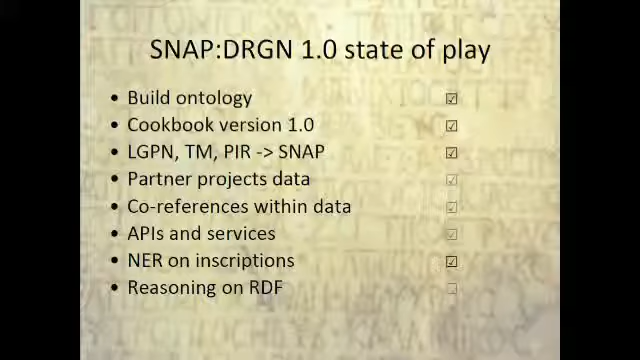 SNAP:DRGN 1.0 state of play
• Build ontology ☑
• Cookbook version 1.0 ☑
• LGPN, TM, PIR -> SNAP ☑
• Partner projects data ☑
• Co-references within data ☑
• APIs and services ☑
• NER on inscriptions ☑
• Reasoning on RDF ☐